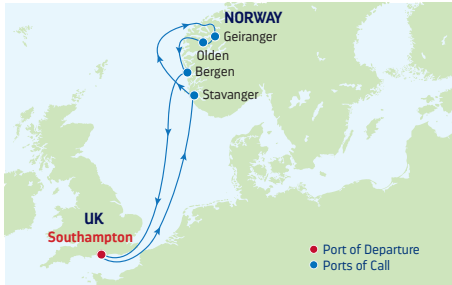 NORWAY
Geiranger
Olden
Bergen
Stavanger
UK
Southampton
Port of Departure
Ports of Call